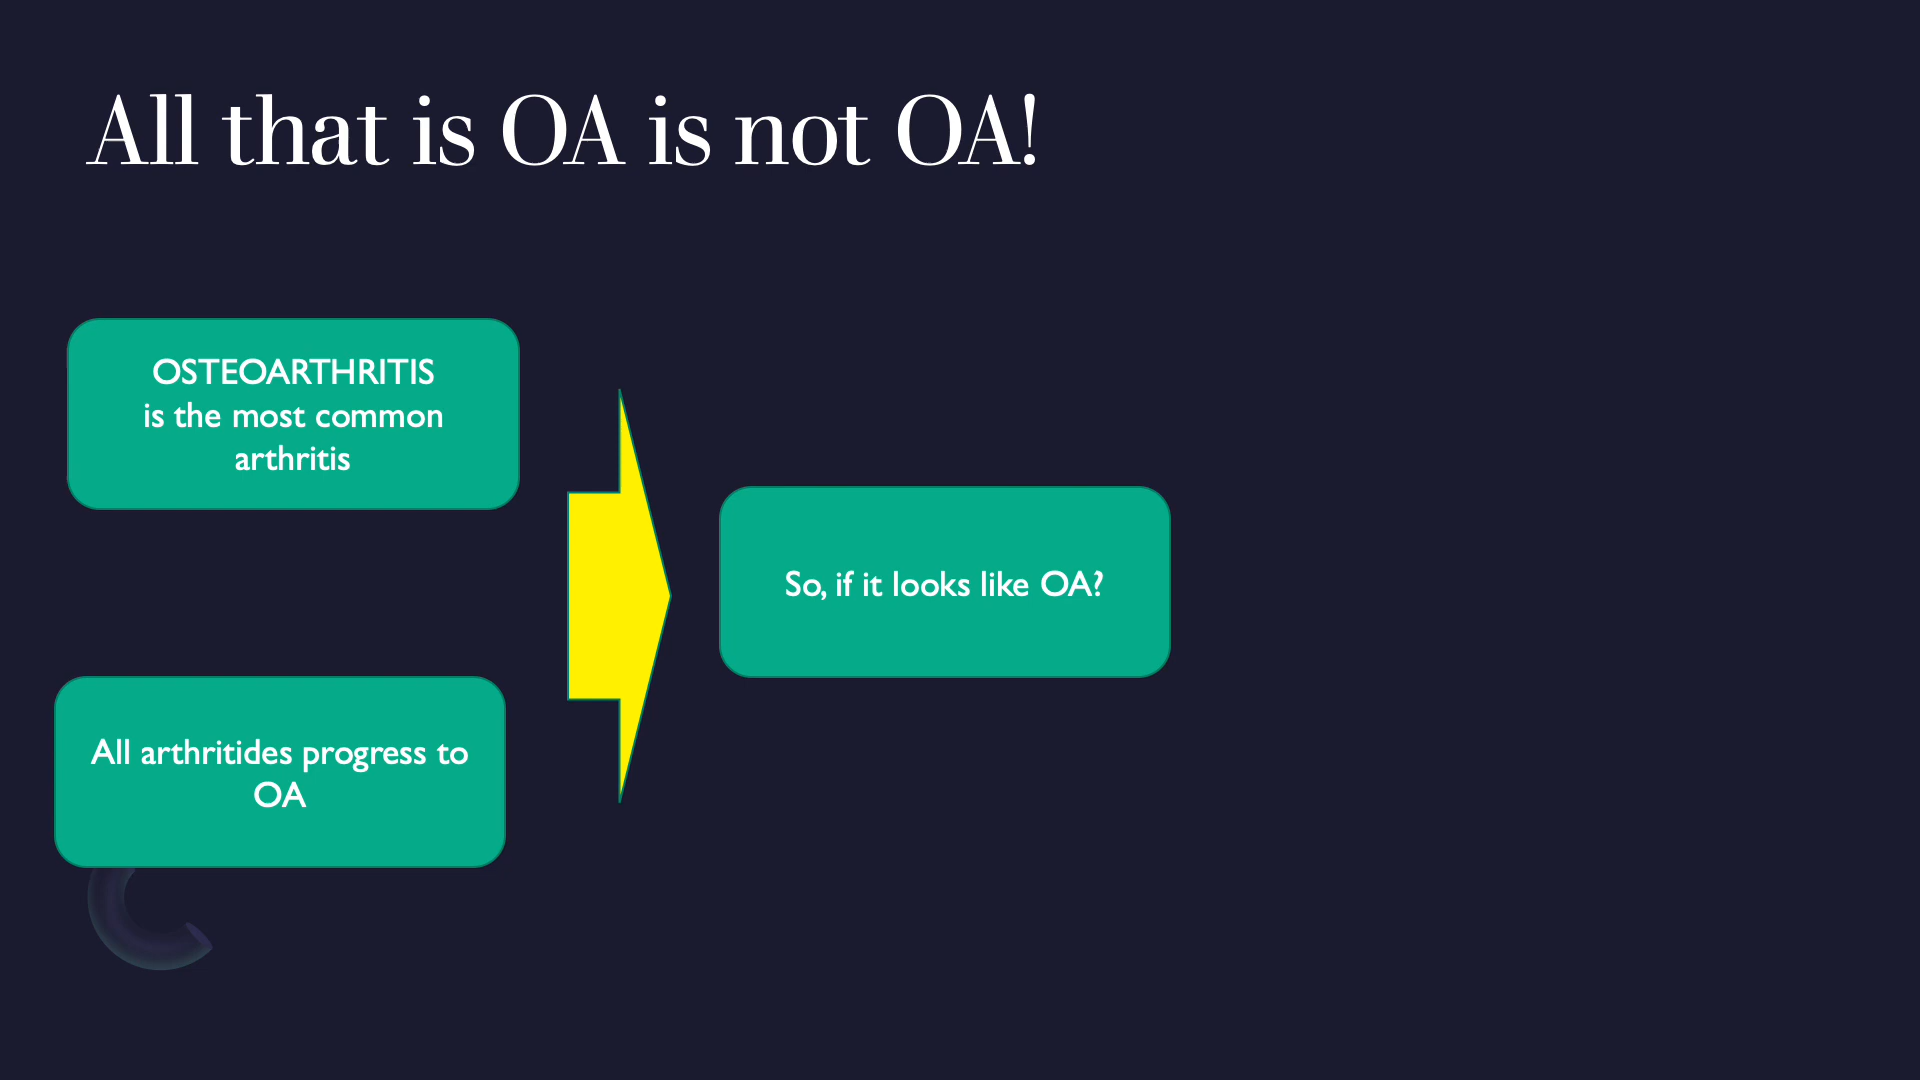 All that is OA is not OA!
OSTEOARTHRITIS
is the most common
arthritis
So, if it looks like OA?
All arthritides progress to
OA